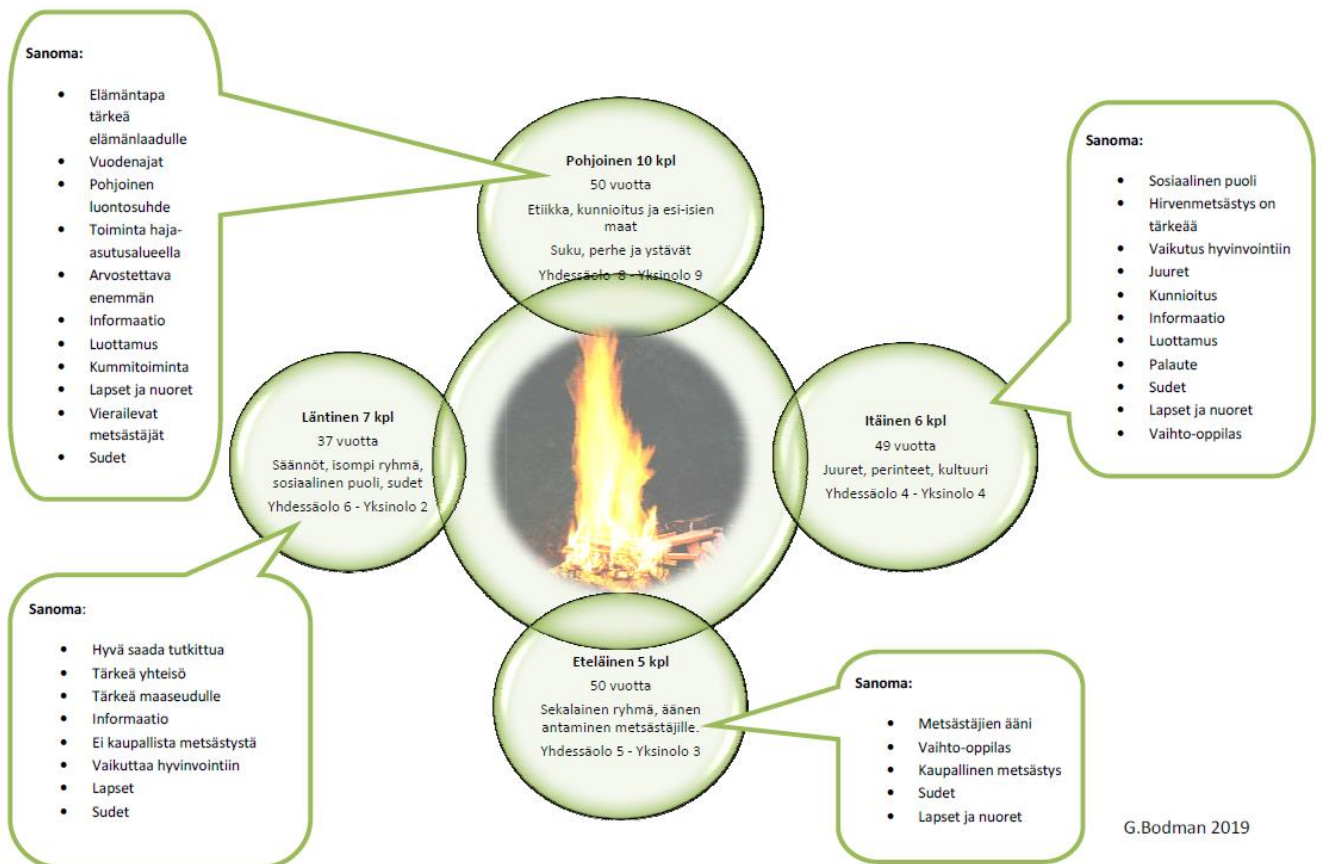 Sanoma:
• Elämäntapa
tärkeä
elämänlaadulle
• Vuodenajat
• Pohjoinen
luontosuhde
• Toiminta haja-
asutusalueella
• Arvostettava
enemmän
• Informaatio
• Luottamus
• Kummitoiminta
• Lapset ja nuoret
• Vierailevat
metsästäjät
• Sudet
Pohjoinen 10 kpl
50 vuotta
Etiikka, kunnioitus ja esi-isien
maat
Suku, perhe ja ystävät
Yhdessäolo 8 - Yksinolo 9
Sanoma:
• Sosiaalinen puoli
• Hirvenmetsästys on
tärkeää
• Vaikutus hyvinvointiin
• Juuret
• Kunnioitus
• Informaatio
• Luottamus
• Palaute
• Sudet
• Lapset ja nuoret
• Vaihto-oppilas
Läntinen 7 kpl
37 vuotta
Säännöt, isompi ryhmä,
sosiaalinen puoli, sudet
Yhdessäolo 6 - Yksinolo 2
Itäinen 6 kpl
49 vuotta
Juuret, perinteet, kultuuri
Yhdessäolo 4 - Yksinolo 4
Sanoma:
• Hyvä saada tutkittua
• Tärkeä yhteisö
• Tärkeä maaseudulle
• Informaatio
• Ei kaupallista metsästystä
• Vaikuttaa hyvinvointiin
• Lapset
• Sudet
Eteläinen 5 kpl
50 vuotta
Sekalainen ryhmä, äänen
antaminen metsästäjille.
Yhdessäolo 5 - Yksinolo 3
Sanoma:
• Metsästäjien ääni
• Vaihto-oppilas
• Kaupallinen metsästys
• Sudet
• Lapset ja nuoret
G.Bodman 2019